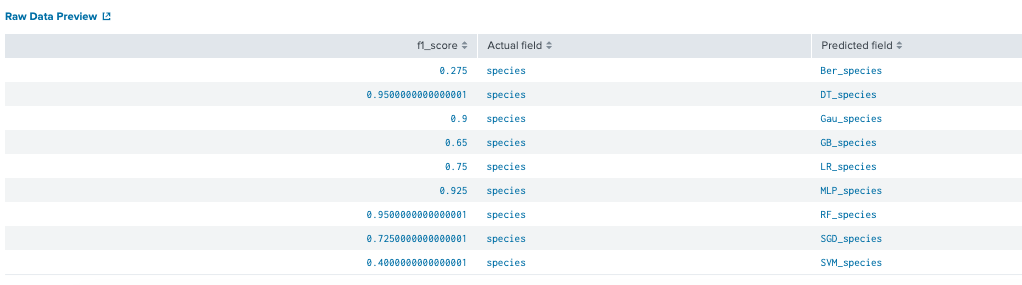 Raw Data Preview
f1_score Actual field Predicted field
0.275 species Ber_species
0.9500000000000001 species DT_species
0.9 species Gau_species
0.65 species GB_species
0.75 species LR_species
0.925 species MLP_species
0.9500000000000001 species RF_species
0.7250000000000001 species SGD_species
0.4000000000000001 species SVM_species